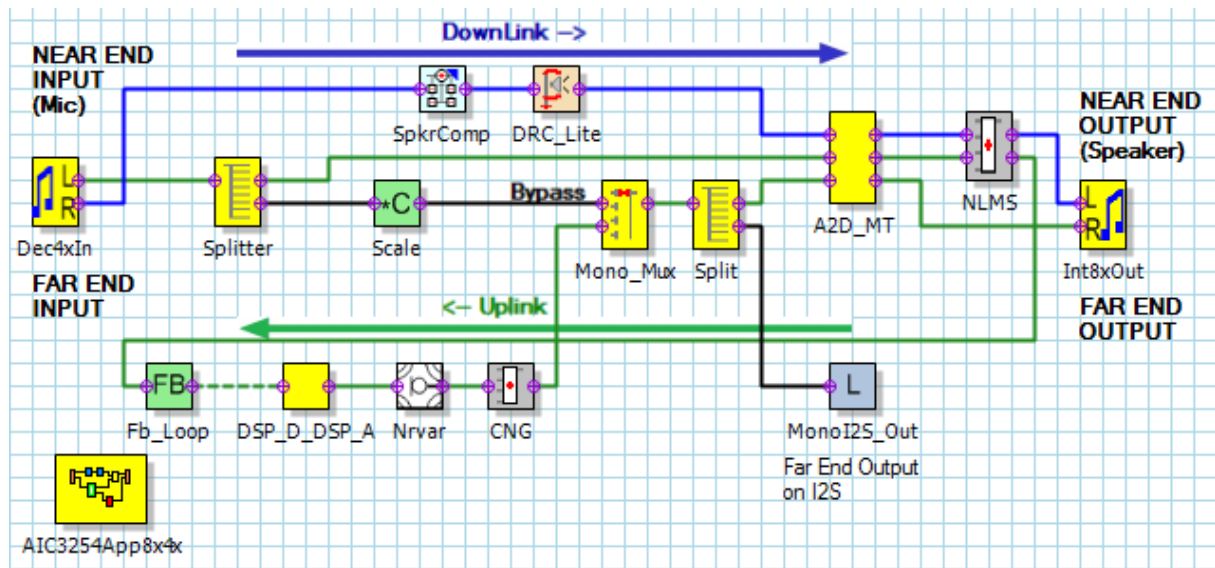 DownLink -->
NEAR END
INPUT
(Mic)
SpkrComp
DRC_Lite
NEAR END
OUTPUT
(Speaker)
L
R
Dec4xIn
Splitter
*C
Scale
Bypass
Mono_Mux
Split
A2D_MT
NLMS
L
R
Int8xOut
FAR END
INPUT
<-- Uplink
FAR END
OUTPUT
FB
Fb_Loop
DSP_D_DSP_A
Nrvar
CNG
L
MonoI2S_Out
Far End Output
on I2S
AIC3254App8x4x